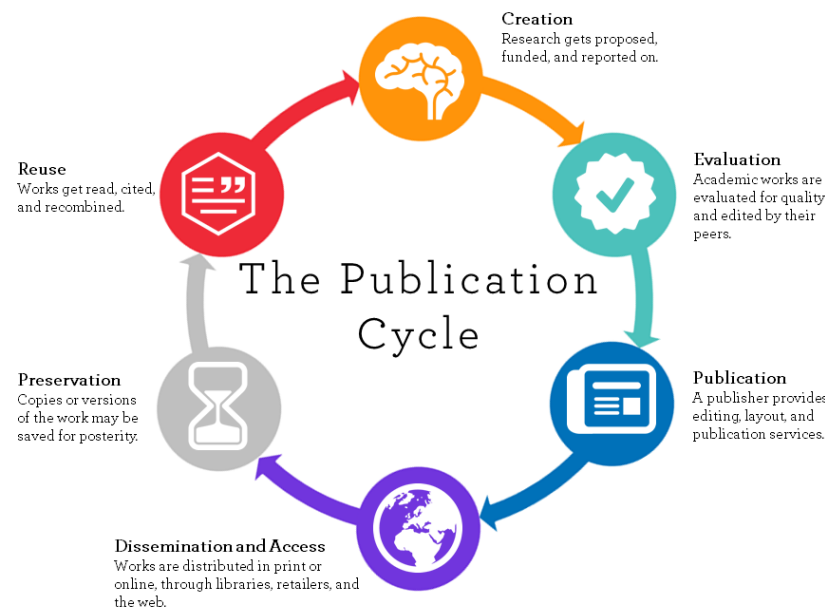 Creation
Research gets proposed,
funded, and reported on.
Evaluation
Academic works are
evaluated for quality
and edited by their
peers.
Publication
A publisher provides
editing, layout, and
publication services.
Dissemination and Access
Works are distributed in print or
online, through libraries, retailers, and
the web.
Preservation
Copies or versions
of the work may be
saved for posterity.
Reuse
Works get read, cited,
and recombined.
The Publication
Cycle